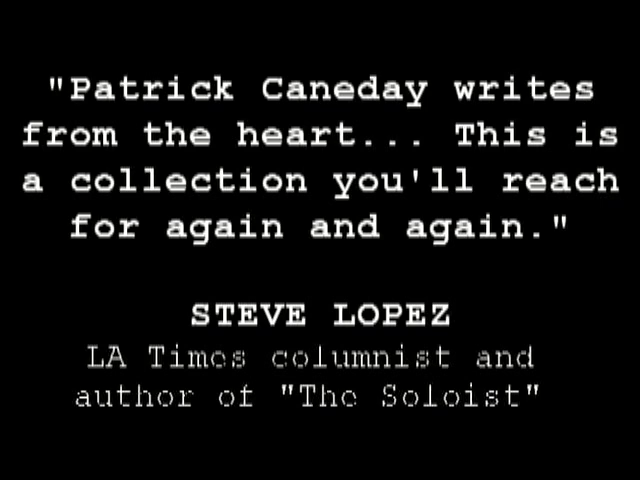 "Patrick Caneday writes
from the heart... This is
a collection you'll reach
for again and again."
STEVE LOPEZ
LA Times columnist and
author of "The Soloist"